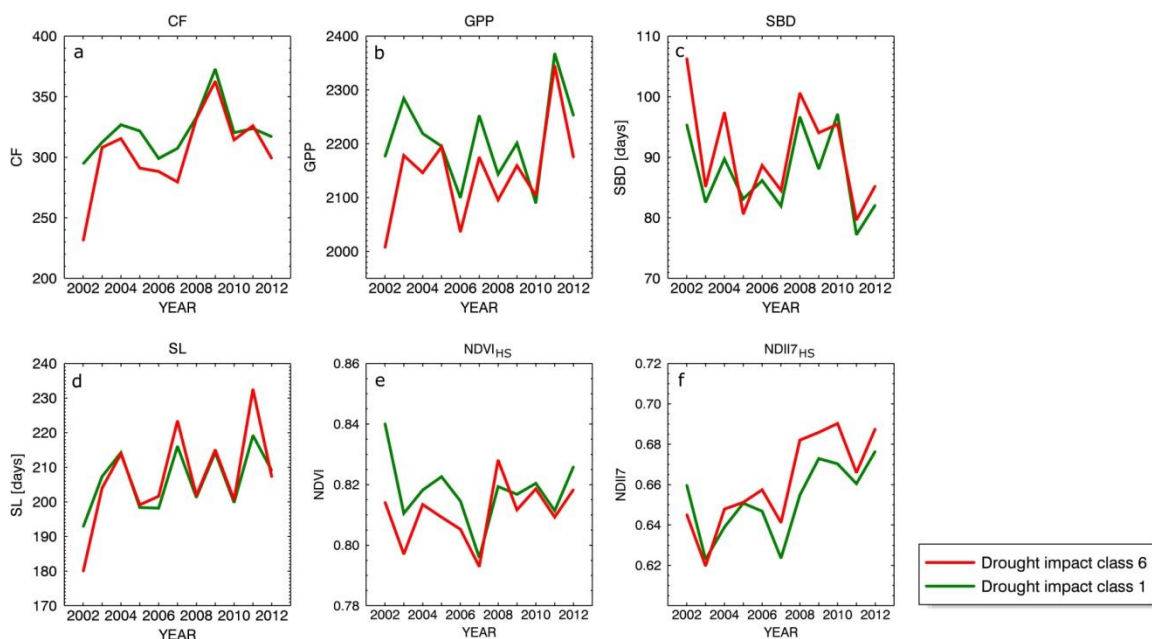 CF
a
400
350
300
250
200
CF
2002 2004 2006 2008 2010 2012
YEAR
GPP
b
2400
2300
2200
2100
2000
GPP
2002 2004 2006 2008 2010 2012
YEAR
SBD
c
110
100
90
80
70
SBD [days]
2002 2004 2006 2008 2010 2012
YEAR
SL
d
240
230
220
210
200
190
180
170
SL [days]
2002 2004 2006 2008 2010 2012
YEAR
NDVI_HS
e
0.86
0.84
0.82
0.80
0.78
NDVI
2002 2004 2006 2008 2010 2012
YEAR
NDII7_HS
f
0.72
0.70
0.68
0.66
0.64
0.62
NDII7
2002 2004 2006 2008 2010 2012
YEAR
Drought impact class 6
Drought impact class 1